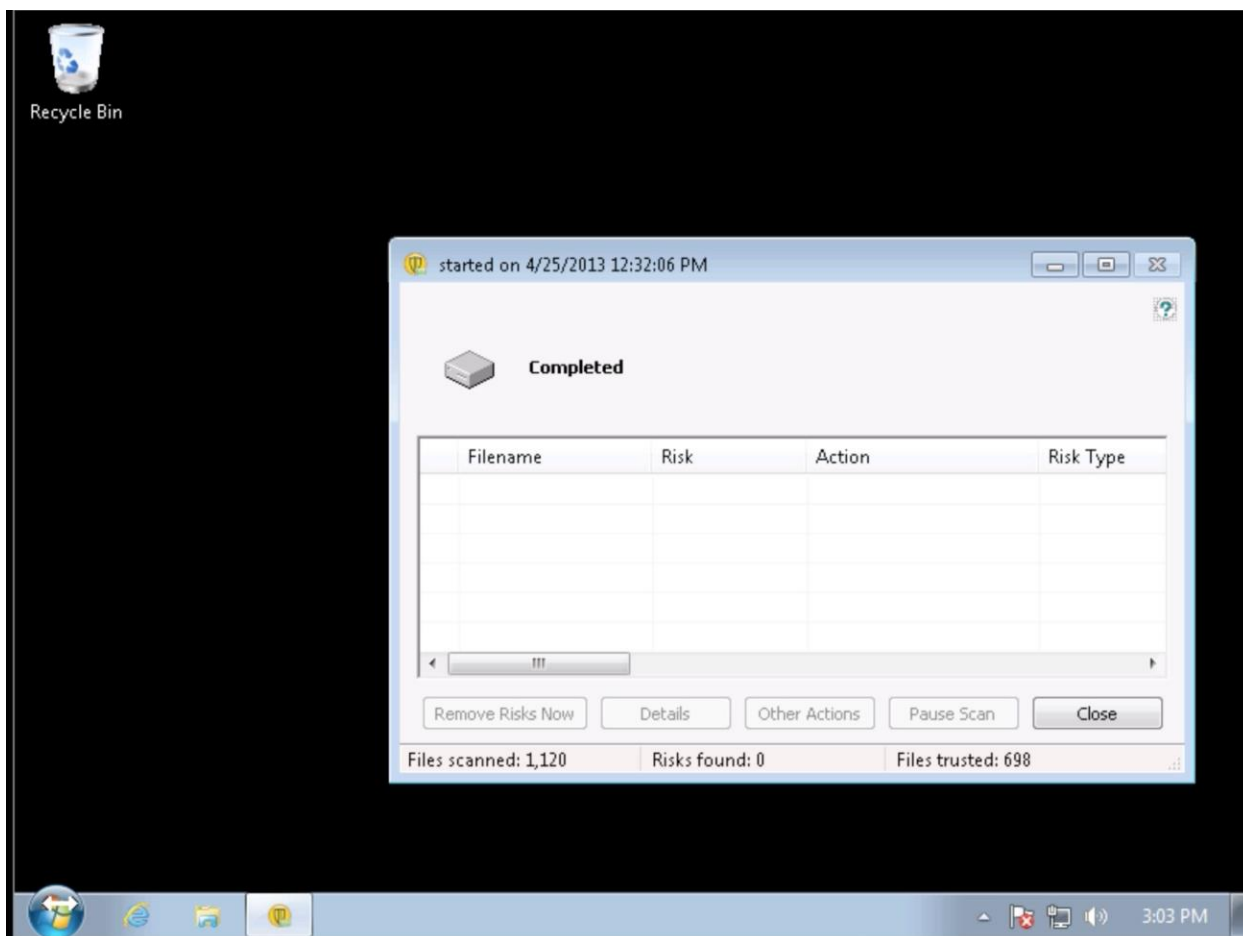 Recycle Bin
started on 4/25/2013 12:32:06 PM
Completed
Filename Risk Action Risk Type
Remove Risks Now Details Other Actions Pause Scan Close
Files scanned: 1,120 Risks found: 0 Files trusted: 698
3:03 PM